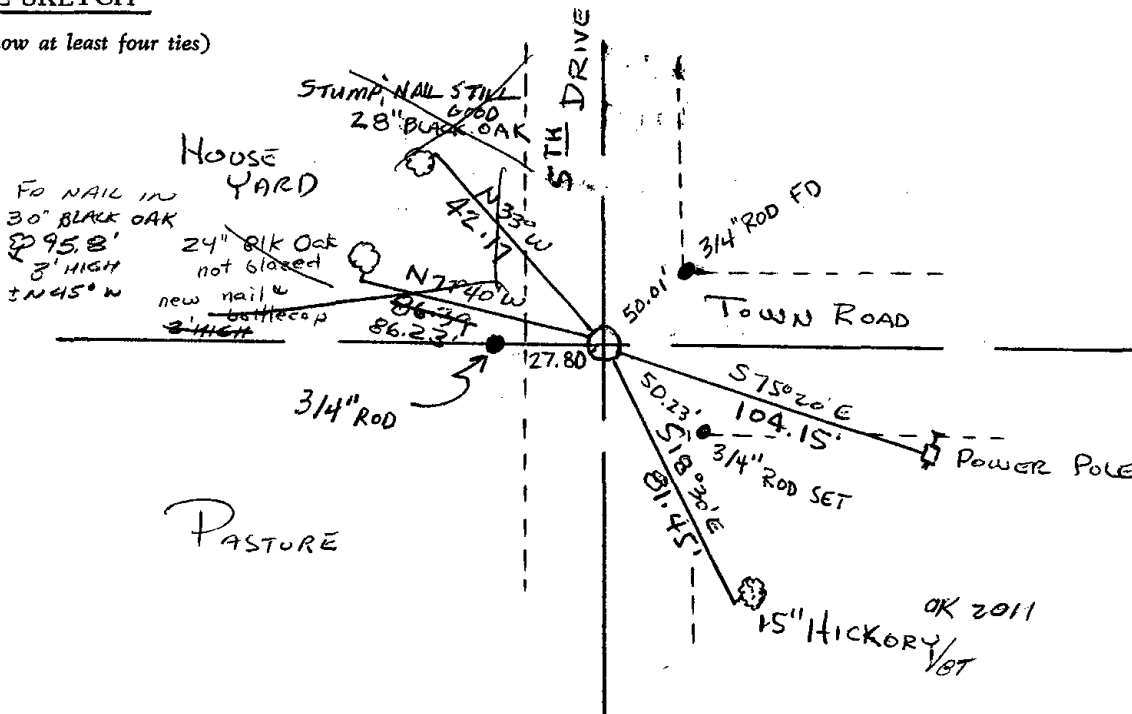 E SKETCH
ow at least four ties)
5TH DRIVE
STUMP, NAIL STILL
GOOD
28" BLACK OAK
HOUSE
YARD
FD NAIL IN
30" BLACK OAK
95.8'
3' HIGH
± N45° W
24" Blk Oak
not blazed
new nail w
bottlecap
3' HIGH
N33°W
42.17
N77°40'W
86.23'
27.80
3/4" ROD
3/4" ROD FD
50.01'
TOWN ROAD
S75°20'E
104.15'
POWER POLE
50.23'
3/4" ROD SET
S18°30'E
81.45'
PASTURE
15" HICKORY
OK 2011
/BT